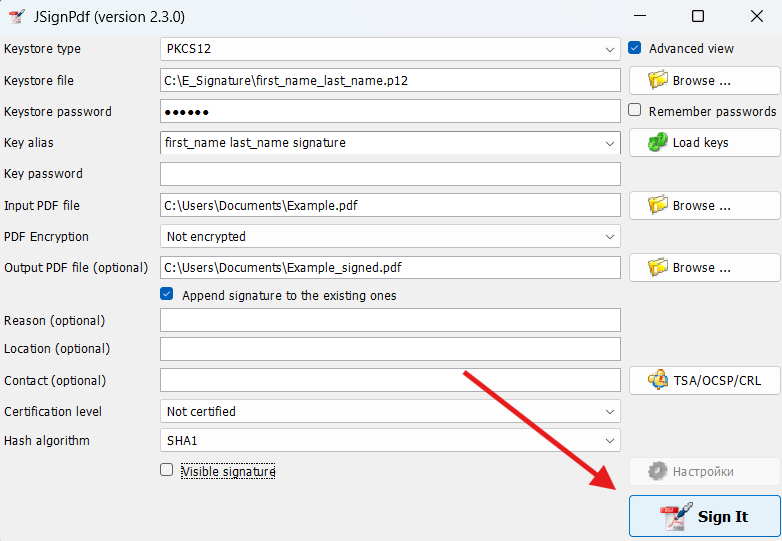 JSignPdf (version 2.3.0)
Keystore type PKCS12 Advanced view
Keystore file C:\E_Signature\first_name_last_name.p12 Browse ...
Keystore password ●●●●●● Remember passwords
Key alias first_name last_name signature Load keys
Key password
Input PDF file C:\Users\Documents\Example.pdf Browse ...
PDF Encryption Not encrypted
Output PDF file (optional) C:\Users\Documents\Example_signed.pdf Browse ...
Append signature to the existing ones
Reason (optional)
Location (optional)
Contact (optional) TSA/OCSP/CRL
Certification level Not certified
Hash algorithm SHA1
Visible signature Настройки
Sign It